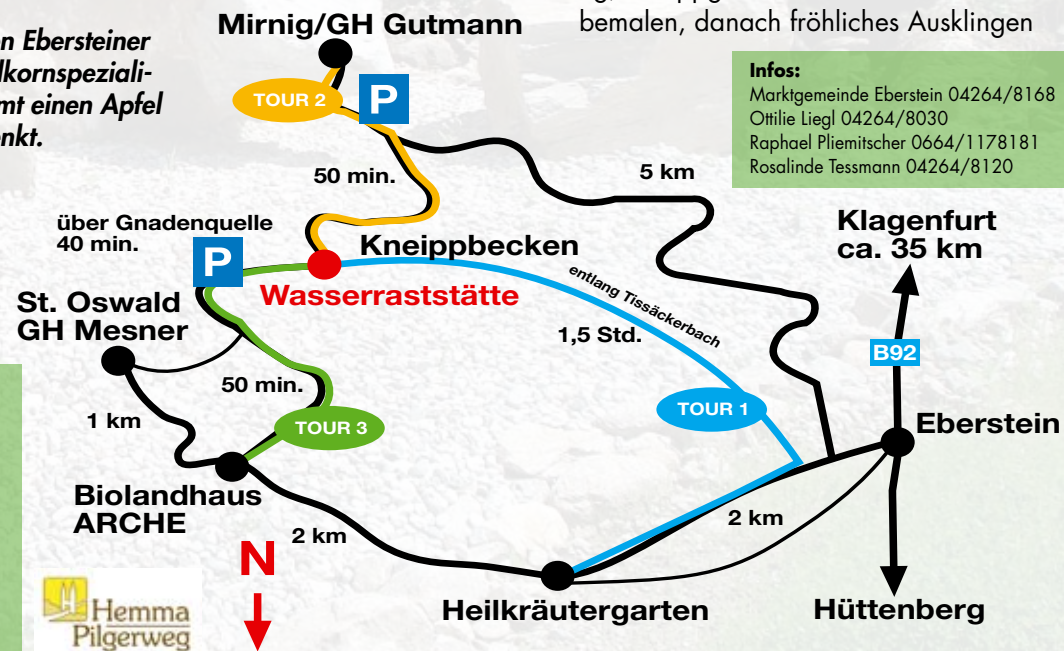 en Ebersteiner
mt einen Apfel
bemalen, danach fröhliches Ausklingen
Infos:
Marktgemeinde Eberstein 04264/8168
Ottilie Liegl 04264/8030
Raphael Pliemitscher 0664/1178181
Rosalinde Tessmann 04264/8120
Mirnig/GH Gutmann
TOUR 2
P
50 min.
5 km
über Gnadenquelle
40 min.
P
Kneippbecken
Wasserraststätte
entlang Tissäckerbach
1,5 Std.
Klagenfurt
ca. 35 km
B92
St. Oswald
GH Mesner
50 min.
1 km
TOUR 3
TOUR 1
Eberstein
Biolandhaus
ARCHE
2 km
2 km
N
Heilkräutergarten
Hüttenberg
Hemma
Pilgerweg